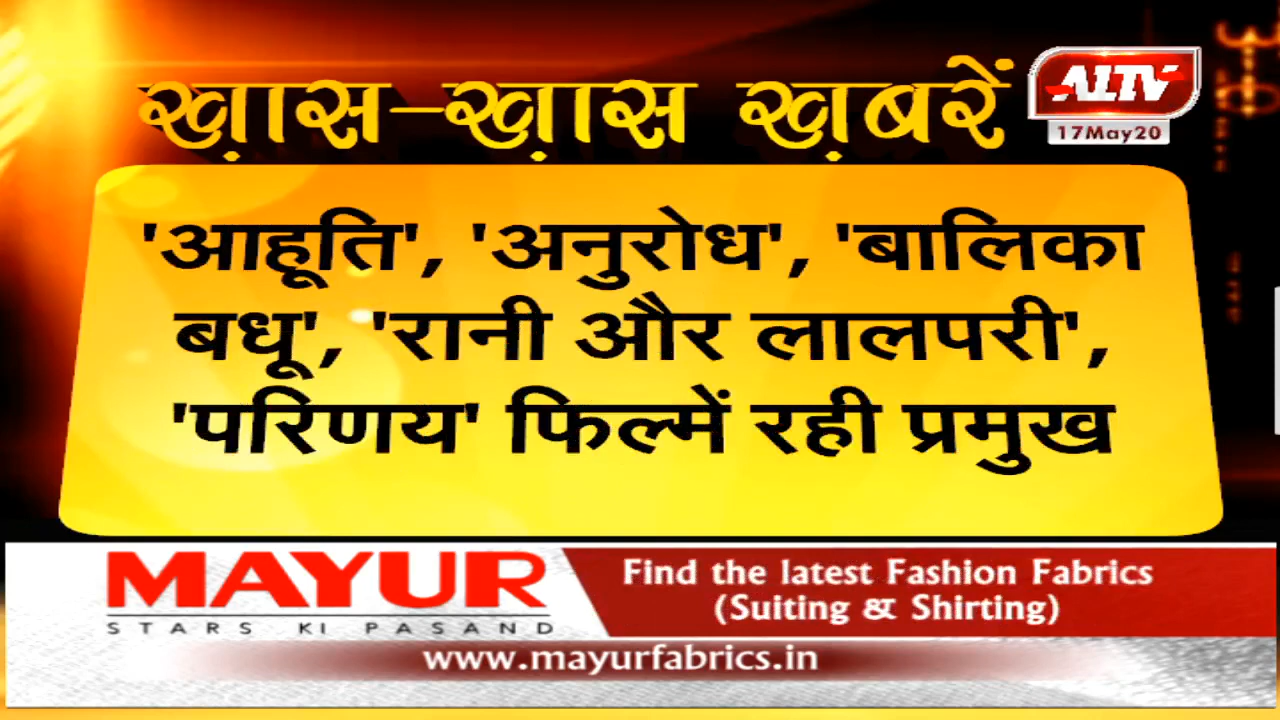 ख़ास-ख़ास ख़बरें
ALTV
17May20
'आहूति', 'अनुरोध', 'बालिका
बधू', 'रानी और लालपरी',
'परिणय' फिल्में रही प्रमुख
MAYUR
STARS KI PASAND
Find the latest Fashion Fabrics
(Suiting & Shirting)
www.mayurfabrics.in